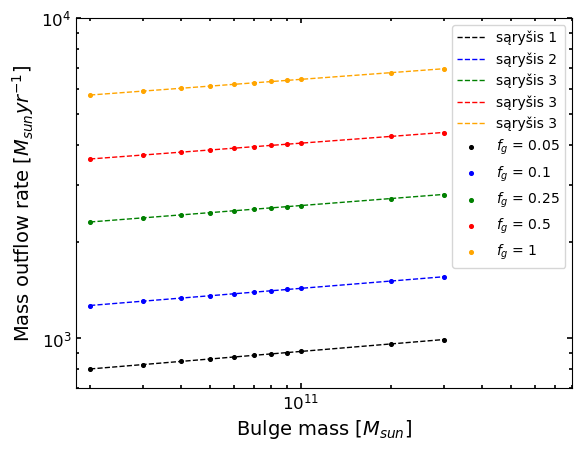 10^4
10^3
Mass outflow rate [M_sun yr^-1]
sąryšis 1
sąryšis 2
sąryšis 3
sąryšis 3
sąryšis 3
f_g = 0.05
f_g = 0.1
f_g = 0.25
f_g = 0.5
f_g = 1
10^11
Bulge mass [M_sun]